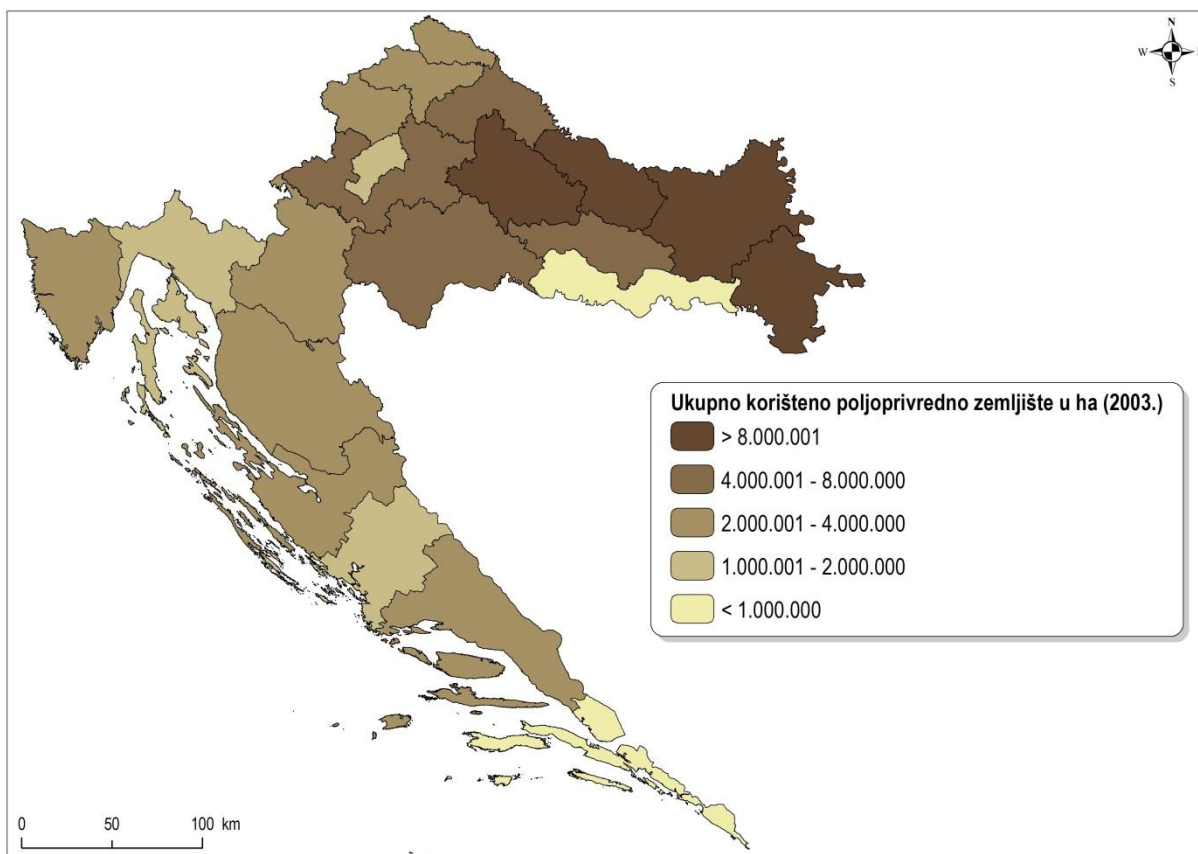 N
W
S
Ukupno korišteno poljoprivredno zemljište u ha (2003.)
> 8.000.001
4.000.001 - 8.000.000
2.000.001 - 4.000.000
1.000.001 - 2.000.000
< 1.000.000
0 50 100 km